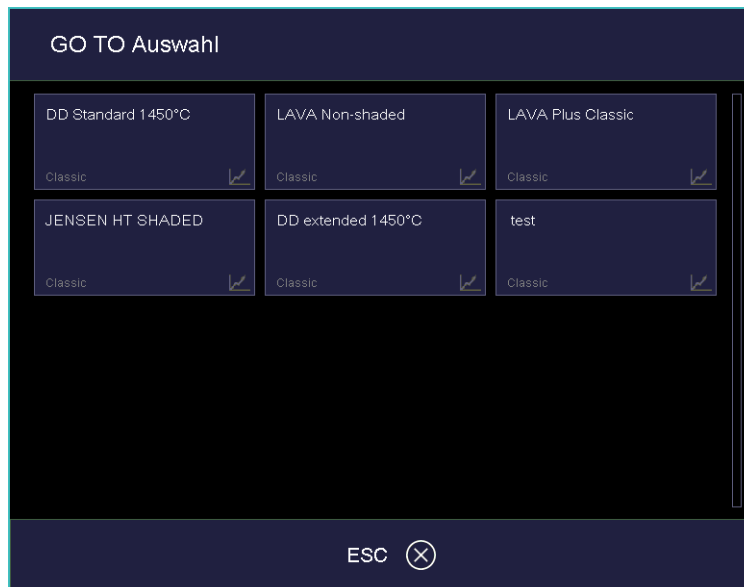 GO TO Auswahl
DD Standard 1450°C
Classic
LAVA Non-shaded
Classic
LAVA Plus Classic
Classic
JENSEN HT SHADED
Classic
DD extended 1450°C
Classic
test
Classic
ESC